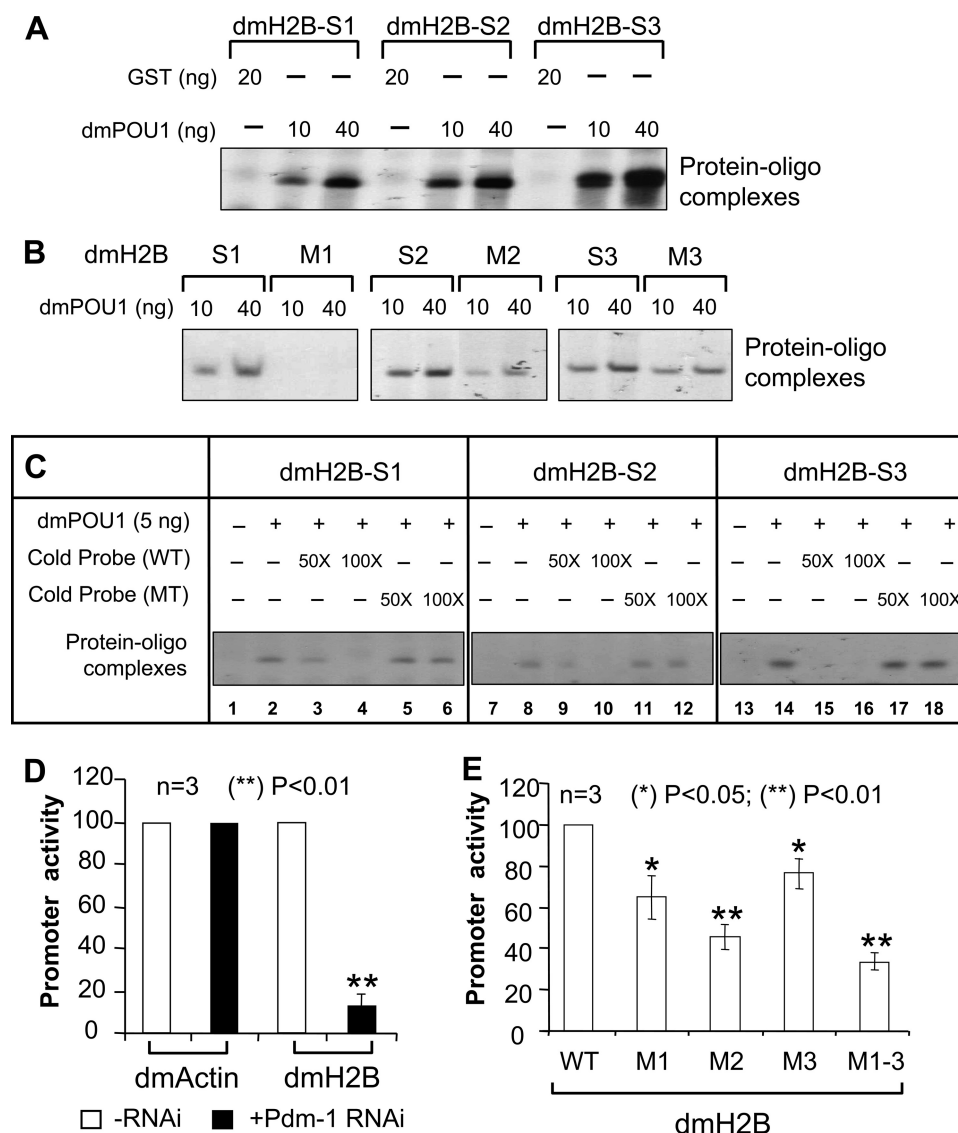 A
dmH2B-S1 dmH2B-S2 dmH2B-S3
GST (ng) 20 – – 20 – – 20 – –
dmPOU1 (ng) – 10 40 – 10 40 – 10 40
Protein-oligo
complexes
B dmH2B S1 M1 S2 M2 S3 M3
dmPOU1 (ng) 10 40 10 40 10 40 10 40 10 40 10 40
Protein-oligo
complexes
C dmH2B-S1 dmH2B-S2 dmH2B-S3
dmPOU1 (5 ng) – + + + + + – + + + + + – + + + + +
Cold Probe (WT) – – 50X 100X – – – – 50X 100X – – – – 50X 100X – –
Cold Probe (MT) – – – – 50X 100X – – – – 50X 100X – – – – 50X 100X
Protein-oligo
complexes
1 2 3 4 5 6 7 8 9 10 11 12 13 14 15 16 17 18
D
n=3 (**) P<0.01
Promoter activity
120
100
80
60
40
20
0
**
dmActin dmH2B
-RNAi +Pdm-1 RNAi
E
n=3 (*) P<0.05; (**) P<0.01
Promoter activity
120
100
80
60
40
20
0
* ** * **
WT M1 M2 M3 M1-3
dmH2B